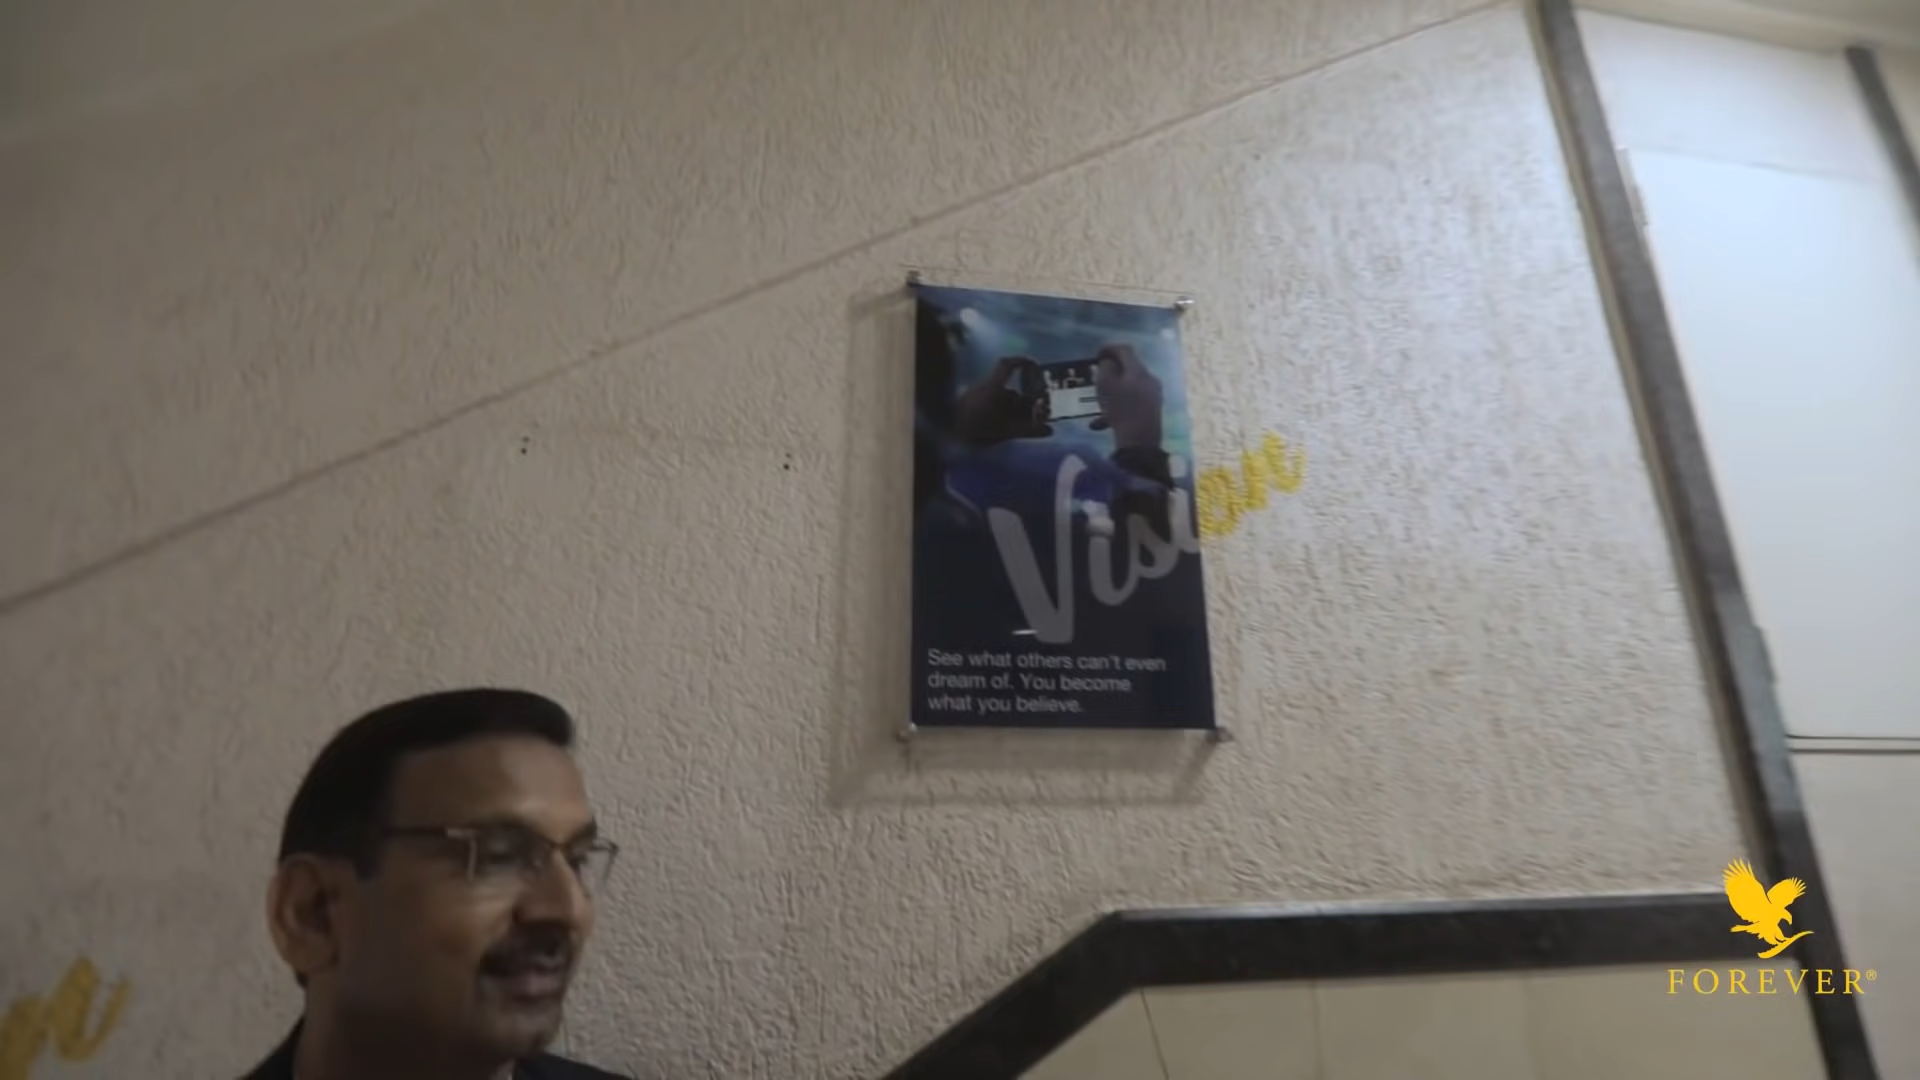 Vision
See what others can't even
dream of. You become
what you believe.
n
FOREVER®